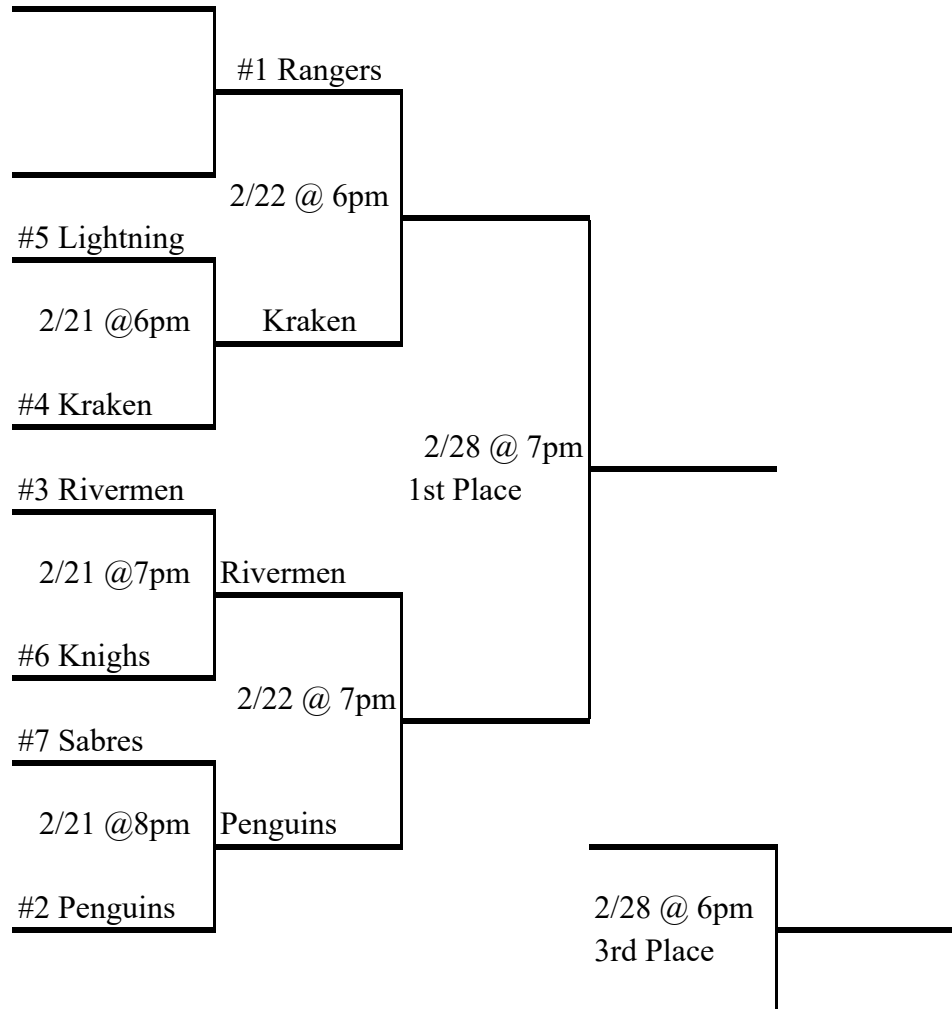 #1 Rangers
2/22 @ 6pm
#5 Lightning
2/21 @6pm
Kraken
#4 Kraken
2/28 @ 7pm
1st Place
#3 Rivermen
2/21 @7pm
Rivermen
#6 Knighs
2/22 @ 7pm
#7 Sabres
2/21 @8pm
Penguins
#2 Penguins
2/28 @ 6pm
3rd Place